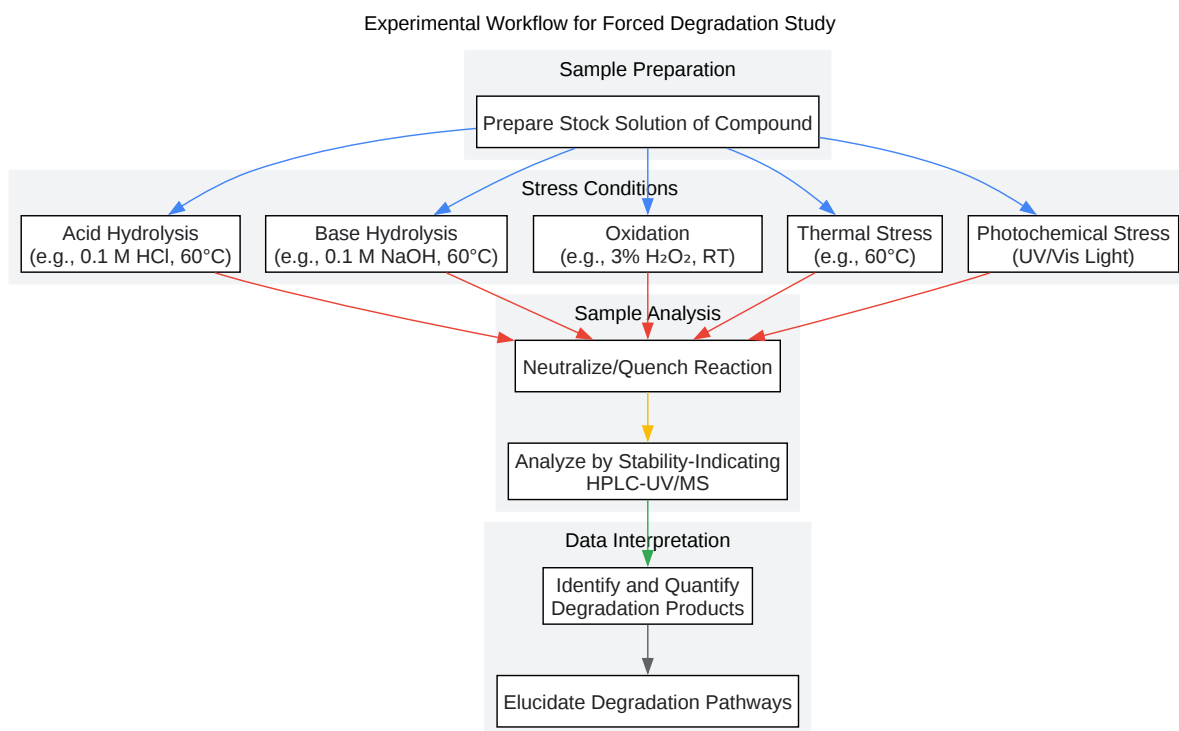 Experimental Workflow for Forced Degradation Study
Sample Preparation
Prepare Stock Solution of Compound
Stress Conditions
Acid Hydrolysis
(e.g., 0.1 M HCl, 60°C)
Base Hydrolysis
(e.g., 0.1 M NaOH, 60°C)
Oxidation
(e.g., 3% H₂O₂, RT)
Thermal Stress
(e.g., 60°C)
Photochemical Stress
(UV/Vis Light)
Sample Analysis
Neutralize/Quench Reaction
Analyze by Stability-Indicating
HPLC-UV/MS
Data Interpretation
Identify and Quantify
Degradation Products
Elucidate Degradation Pathways